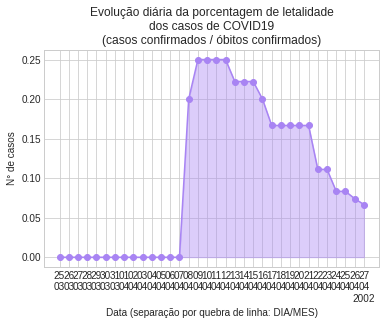 Evolução diária da porcentagem de letalidade
dos casos de COVID19
(casos confirmados / óbitos confirmados)
0.25
0.20
0.15
0.10
0.05
0.00
N° de casos
25 26 27 28 29 30 31 01 02 03 04 05 06 07 08 09 10 11 12 13 14 15 16 17 18 19 20 21 22 23 24 25 26 27
03 03 03 03 03 03 03 04 04 04 04 04 04 04 04 04 04 04 04 04 04 04 04 04 04 04 04 04 04 04 04 04 04 04
2002
Data (separação por quebra de linha: DIA/MES)